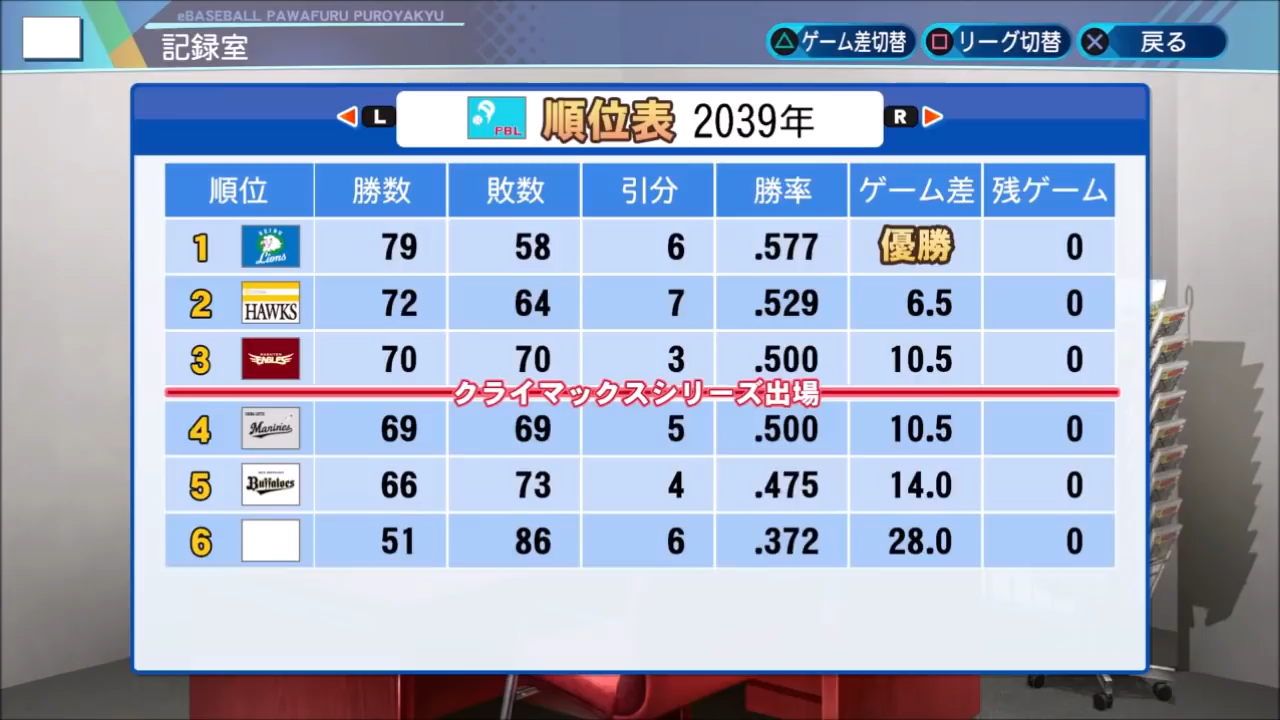 eBASEBALL PAWAFURU PUROYAKYU
記録室
ゲーム差切替 リーグ切替 戻る
L PBL 順位表 2039年 R
順位 勝数 敗数 引分 勝率 ゲーム差 残ゲーム
1 Lions 79 58 6 .577 優勝 0
2 HAWKS 72 64 7 .529 6.5 0
3 EAGLES 70 70 3 .500 10.5 0
クライマックスシリーズ出場
4 Marines 69 69 5 .500 10.5 0
5 Buffaloes 66 73 4 .475 14.0 0
6 51 86 6 .372 28.0 0